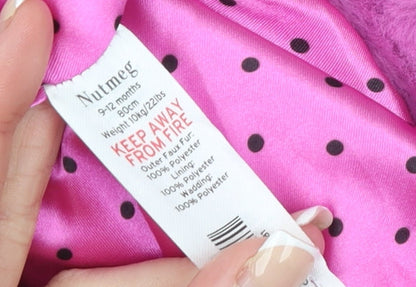 Nutmeg
9-12 months
80cm
Weight 10kg/22lbs
KEEP AWAY
FROM FIRE
Outer Faux Fur:
100% Polyester
Lining:
100% Polyester
Wadding:
100% Polyester